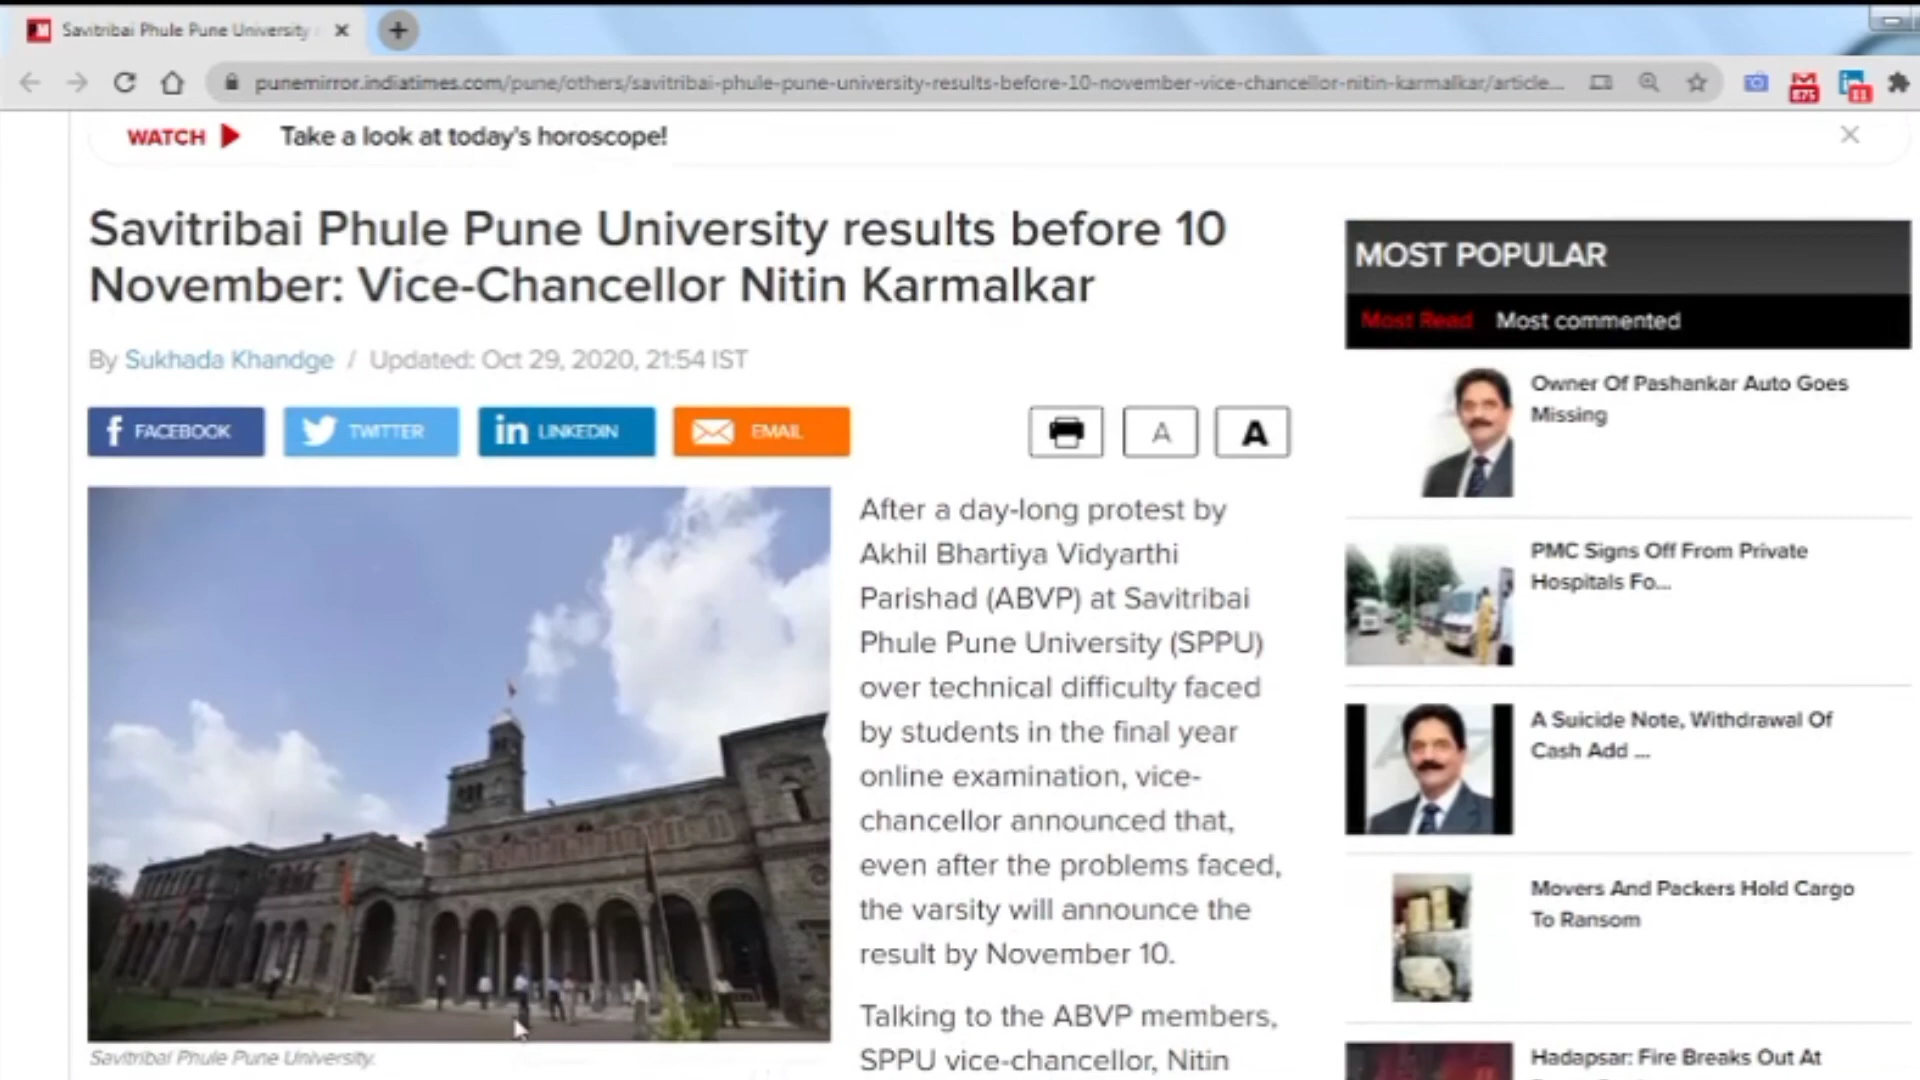 Savitribai Phule Pune University
punemirror.indiatimes.com/pune/others/savitribai-phule-pune-university-results-before-10-november-vice-chancellor-nitin-karmalkar/article...
875
11
WATCH Take a look at today's horoscope!
Savitribai Phule Pune University results before 10
November: Vice-Chancellor Nitin Karmalkar
By Sukhada Khandge / Updated: Oct 29, 2020, 21:54 IST
FACEBOOK
TWITTER
LINKEDIN
EMAIL
A
A
After a day-long protest by
Akhil Bhartiya Vidyarthi
Parishad (ABVP) at Savitribai
Phule Pune University (SPPU)
over technical difficulty faced
by students in the final year
online examination, vice-
chancellor announced that,
even after the problems faced,
the varsity will announce the
result by November 10.
Talking to the ABVP members,
SPPU vice-chancellor, Nitin
Savitribai Phule Pune University.
MOST POPULAR
Most Read Most commented
Owner Of Pashankar Auto Goes
Missing
PMC Signs Off From Private
Hospitals Fo...
A Suicide Note, Withdrawal Of
Cash Add ...
Movers And Packers Hold Cargo
To Ransom
Hadapsar: Fire Breaks Out At